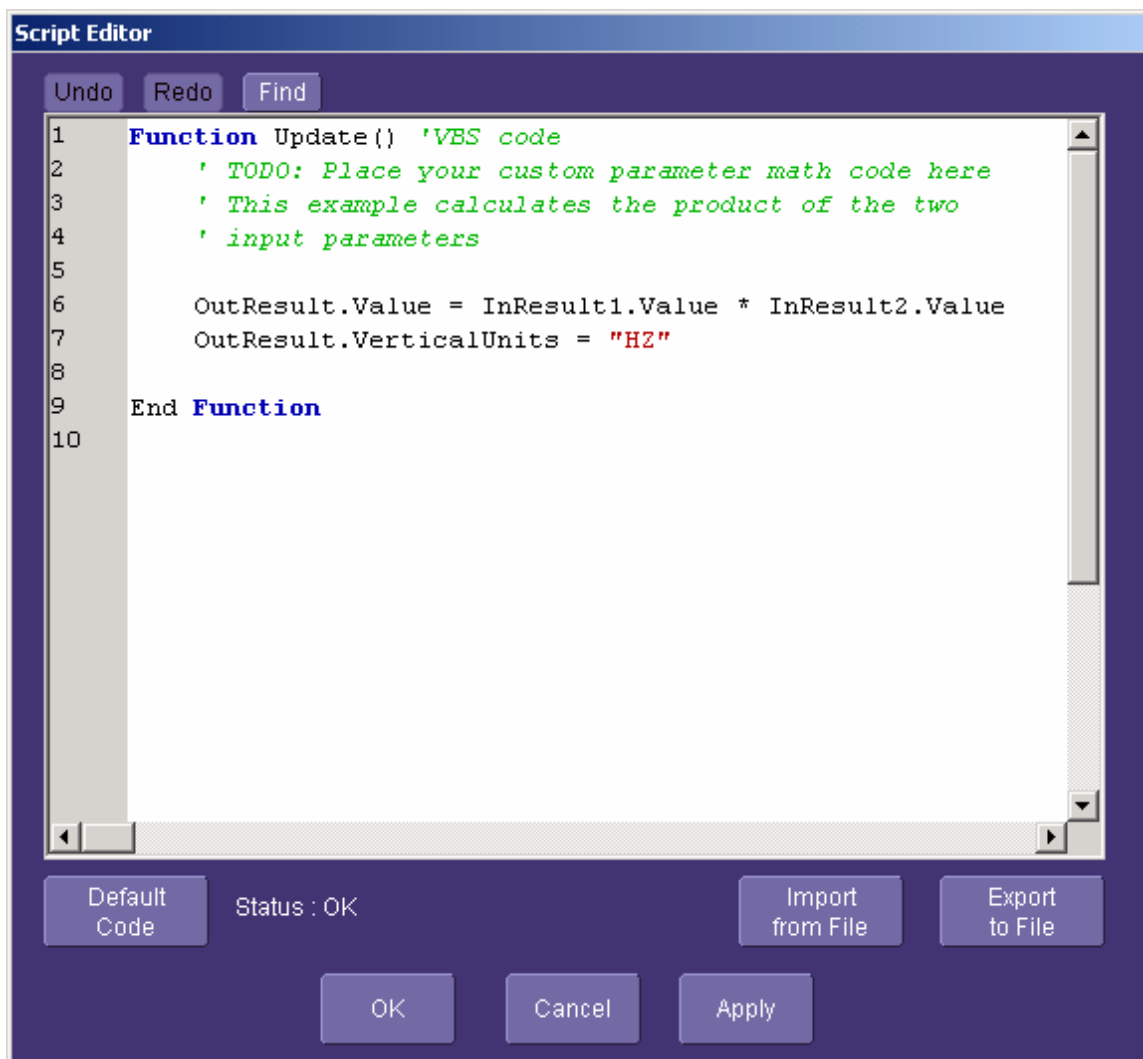 Script Editor
Undo Redo Find
1 Function Update() 'VBS code
2 ' TODO: Place your custom parameter math code here
3 ' This example calculates the product of the two
4 ' input parameters
5
6 OutResult.Value = InResult1.Value * InResult2.Value
7 OutResult.VerticalUnits = "HZ"
8
9 End Function
10
Default Code Status : OK Import from File Export to File
OK Cancel Apply